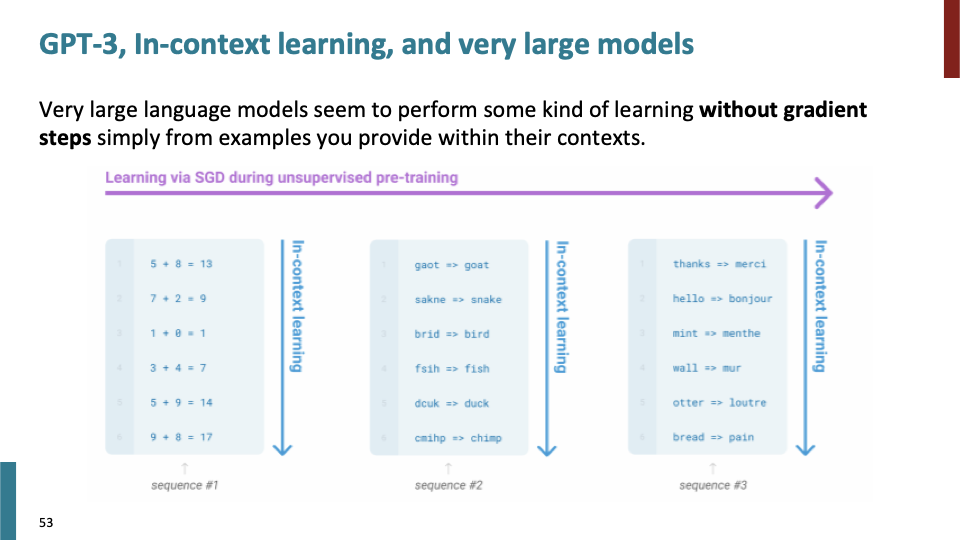 GPT-3, In-context learning, and very large models
Very large language models seem to perform some kind of learning without gradient
steps simply from examples you provide within their contexts.
Learning via SGD during unsupervised pre-training
1 5 + 8 = 13
2 7 + 2 = 9
3 1 + 0 = 1
4 3 + 4 = 7
5 5 + 9 = 14
6 9 + 8 = 17
In-context learning
sequence #1
1 gaot => goat
2 sakne => snake
3 brid => bird
4 fsih => fish
5 dcuk => duck
6 cmihp => chimp
In-context learning
sequence #2
1 thanks => merci
2 hello => bonjour
3 mint => menthe
4 wall => mur
5 otter => loutre
6 bread => pain
In-context learning
sequence #3
53